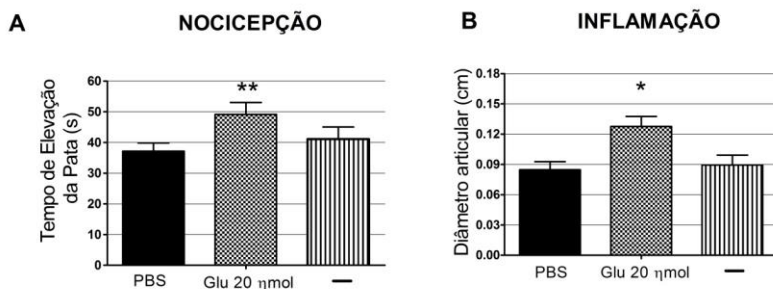 A
NOCICEPÇÃO
Tempo de Elevação
da Pata (s)
60
50
40
30
20
10
0
**
PBS
Glu 20 ηmol
—
B
INFLAMAÇÃO
Diâmetro articular (cm)
0.18
0.15
0.12
0.09
0.06
0.03
0.00
*
PBS
Glu 20 ηmol
—